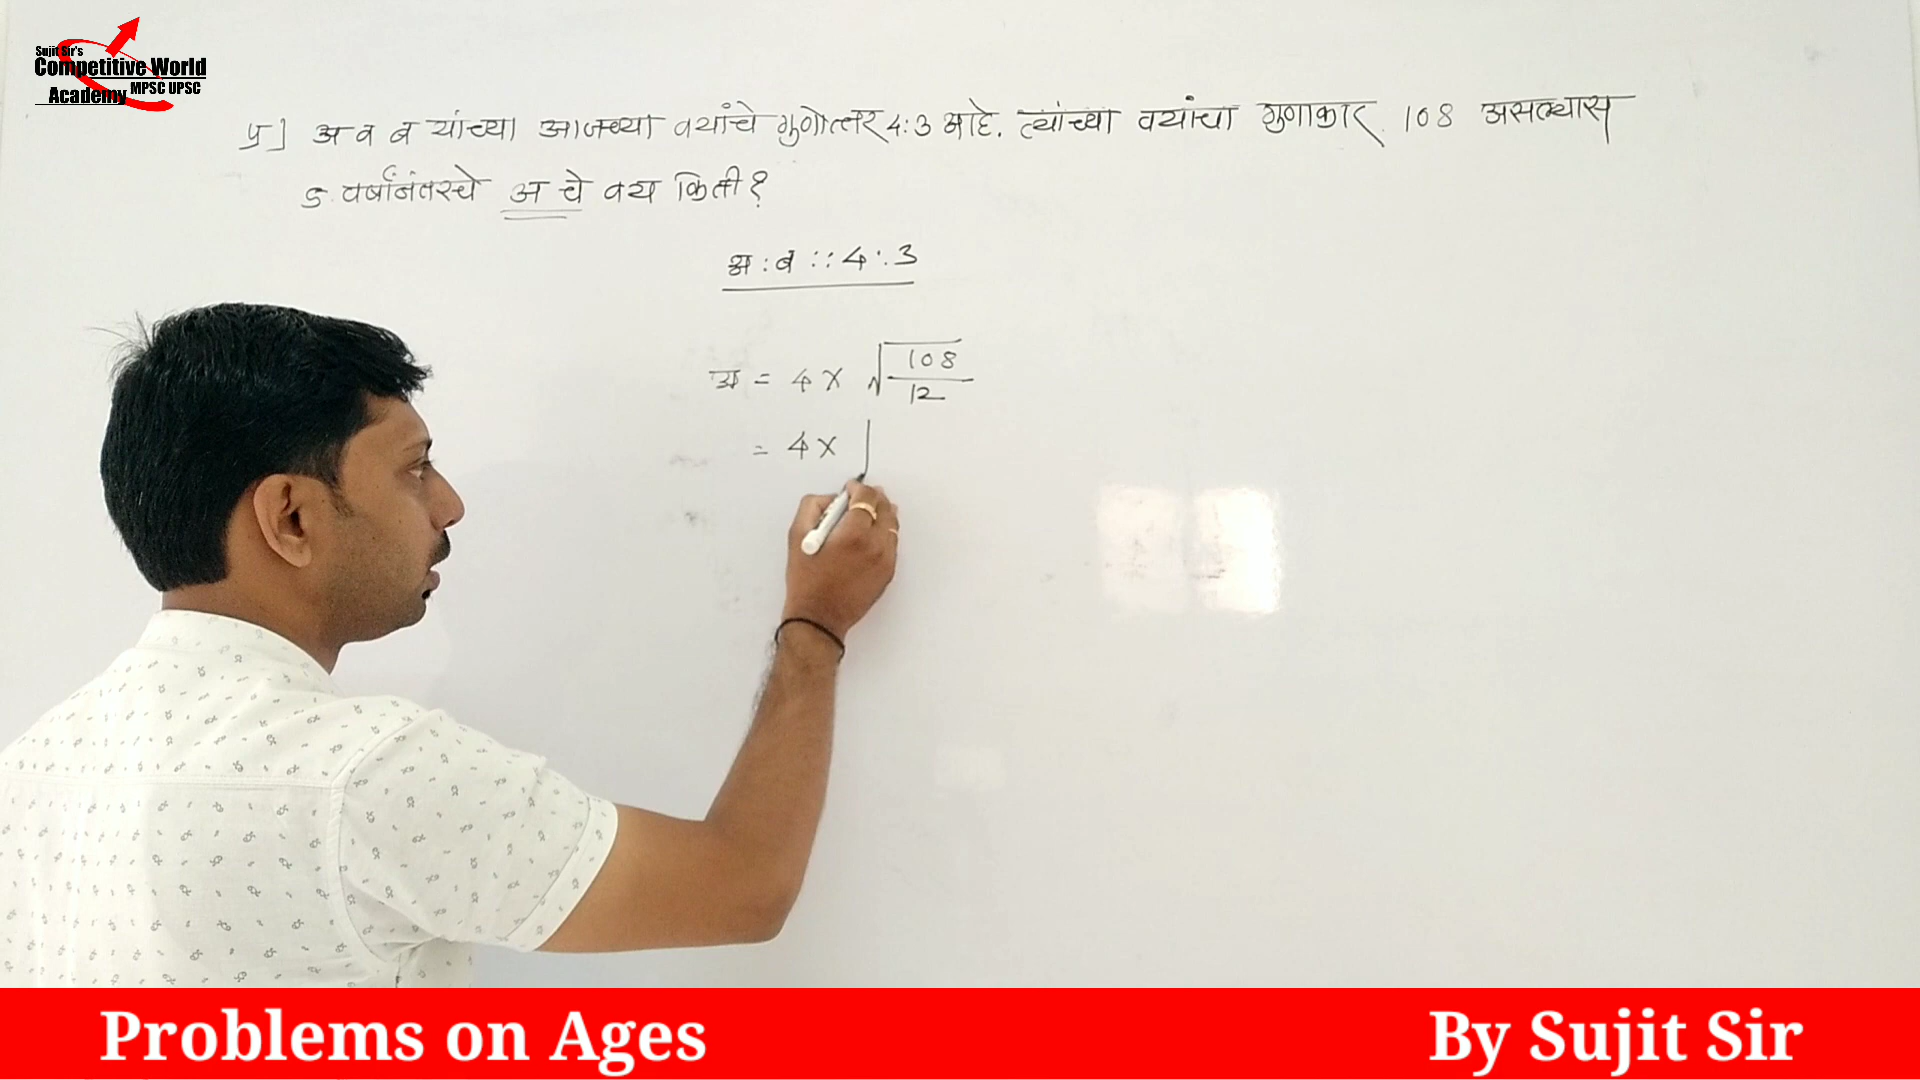 Sujit Sir's
Competitive World
Academy MPSC UPSC
प्र] अ व ब यांच्या आजच्या वयांचे गुणोत्तर 4:3 आहे. त्यांच्या वयांचा गुणाकार 108 असल्यास
5 वर्षांनंतरचे अ चे वय किती?
अ : ब :: 4 : 3
अ = 4 × √108/12
= 4 ×
Problems on Ages
By Sujit Sir